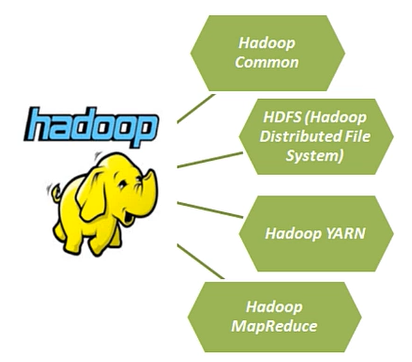 hadoop
Hadoop
Common
HDFS (Hadoop
Distributed File
System)
Hadoop YARN
Hadoop
MapReduce